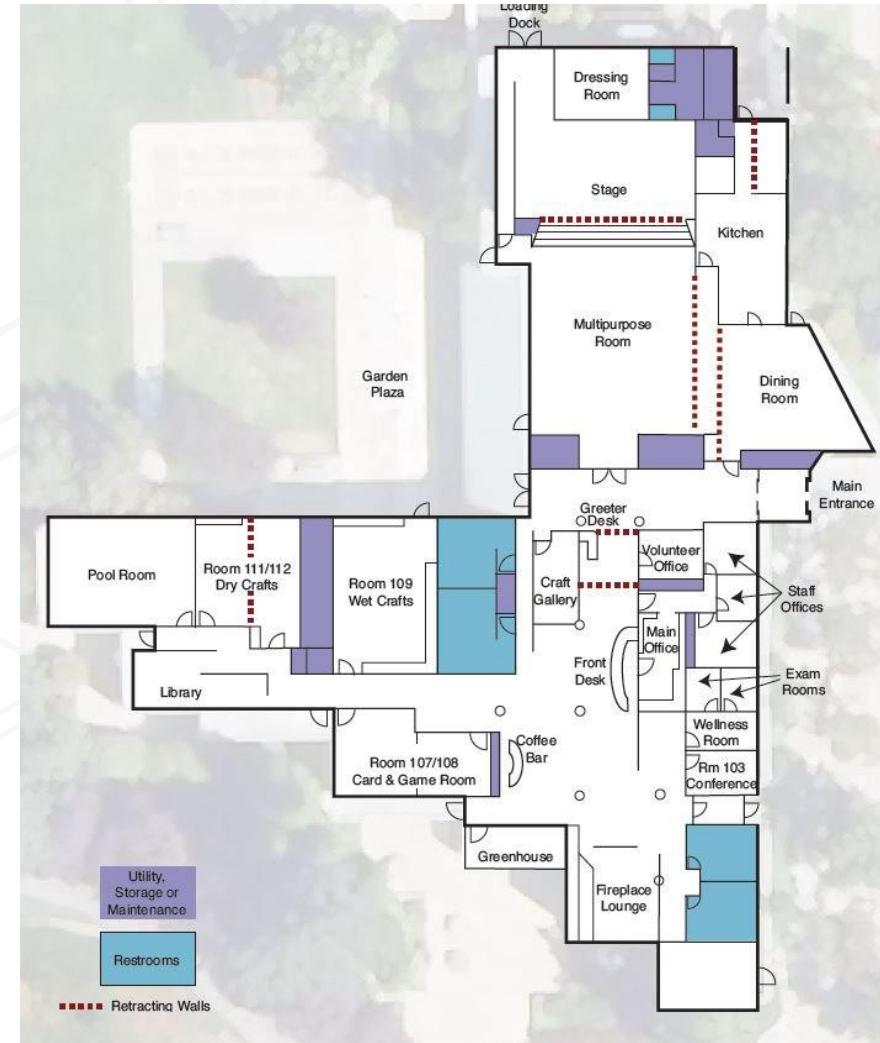 Loading
Dock
Dressing
Room
Stage
Kitchen
Multipurpose
Room
Garden
Plaza
Dining
Room
Main
Entrance
Greeter
Desk
Volunteer
Office
Pool Room
Room 111/112
Dry Crafts
Room 109
Wet Crafts
Craft
Gallery
Staff
Offices
Main
Office
Front
Desk
Exam
Rooms
Library
Wellness
Room
Coffee
Bar
Room 107/108
Card & Game Room
Rm 103
Conference
Greenhouse
Fireplace
Lounge
Utility,
Storage or
Maintenance
Restrooms
Retracting Walls